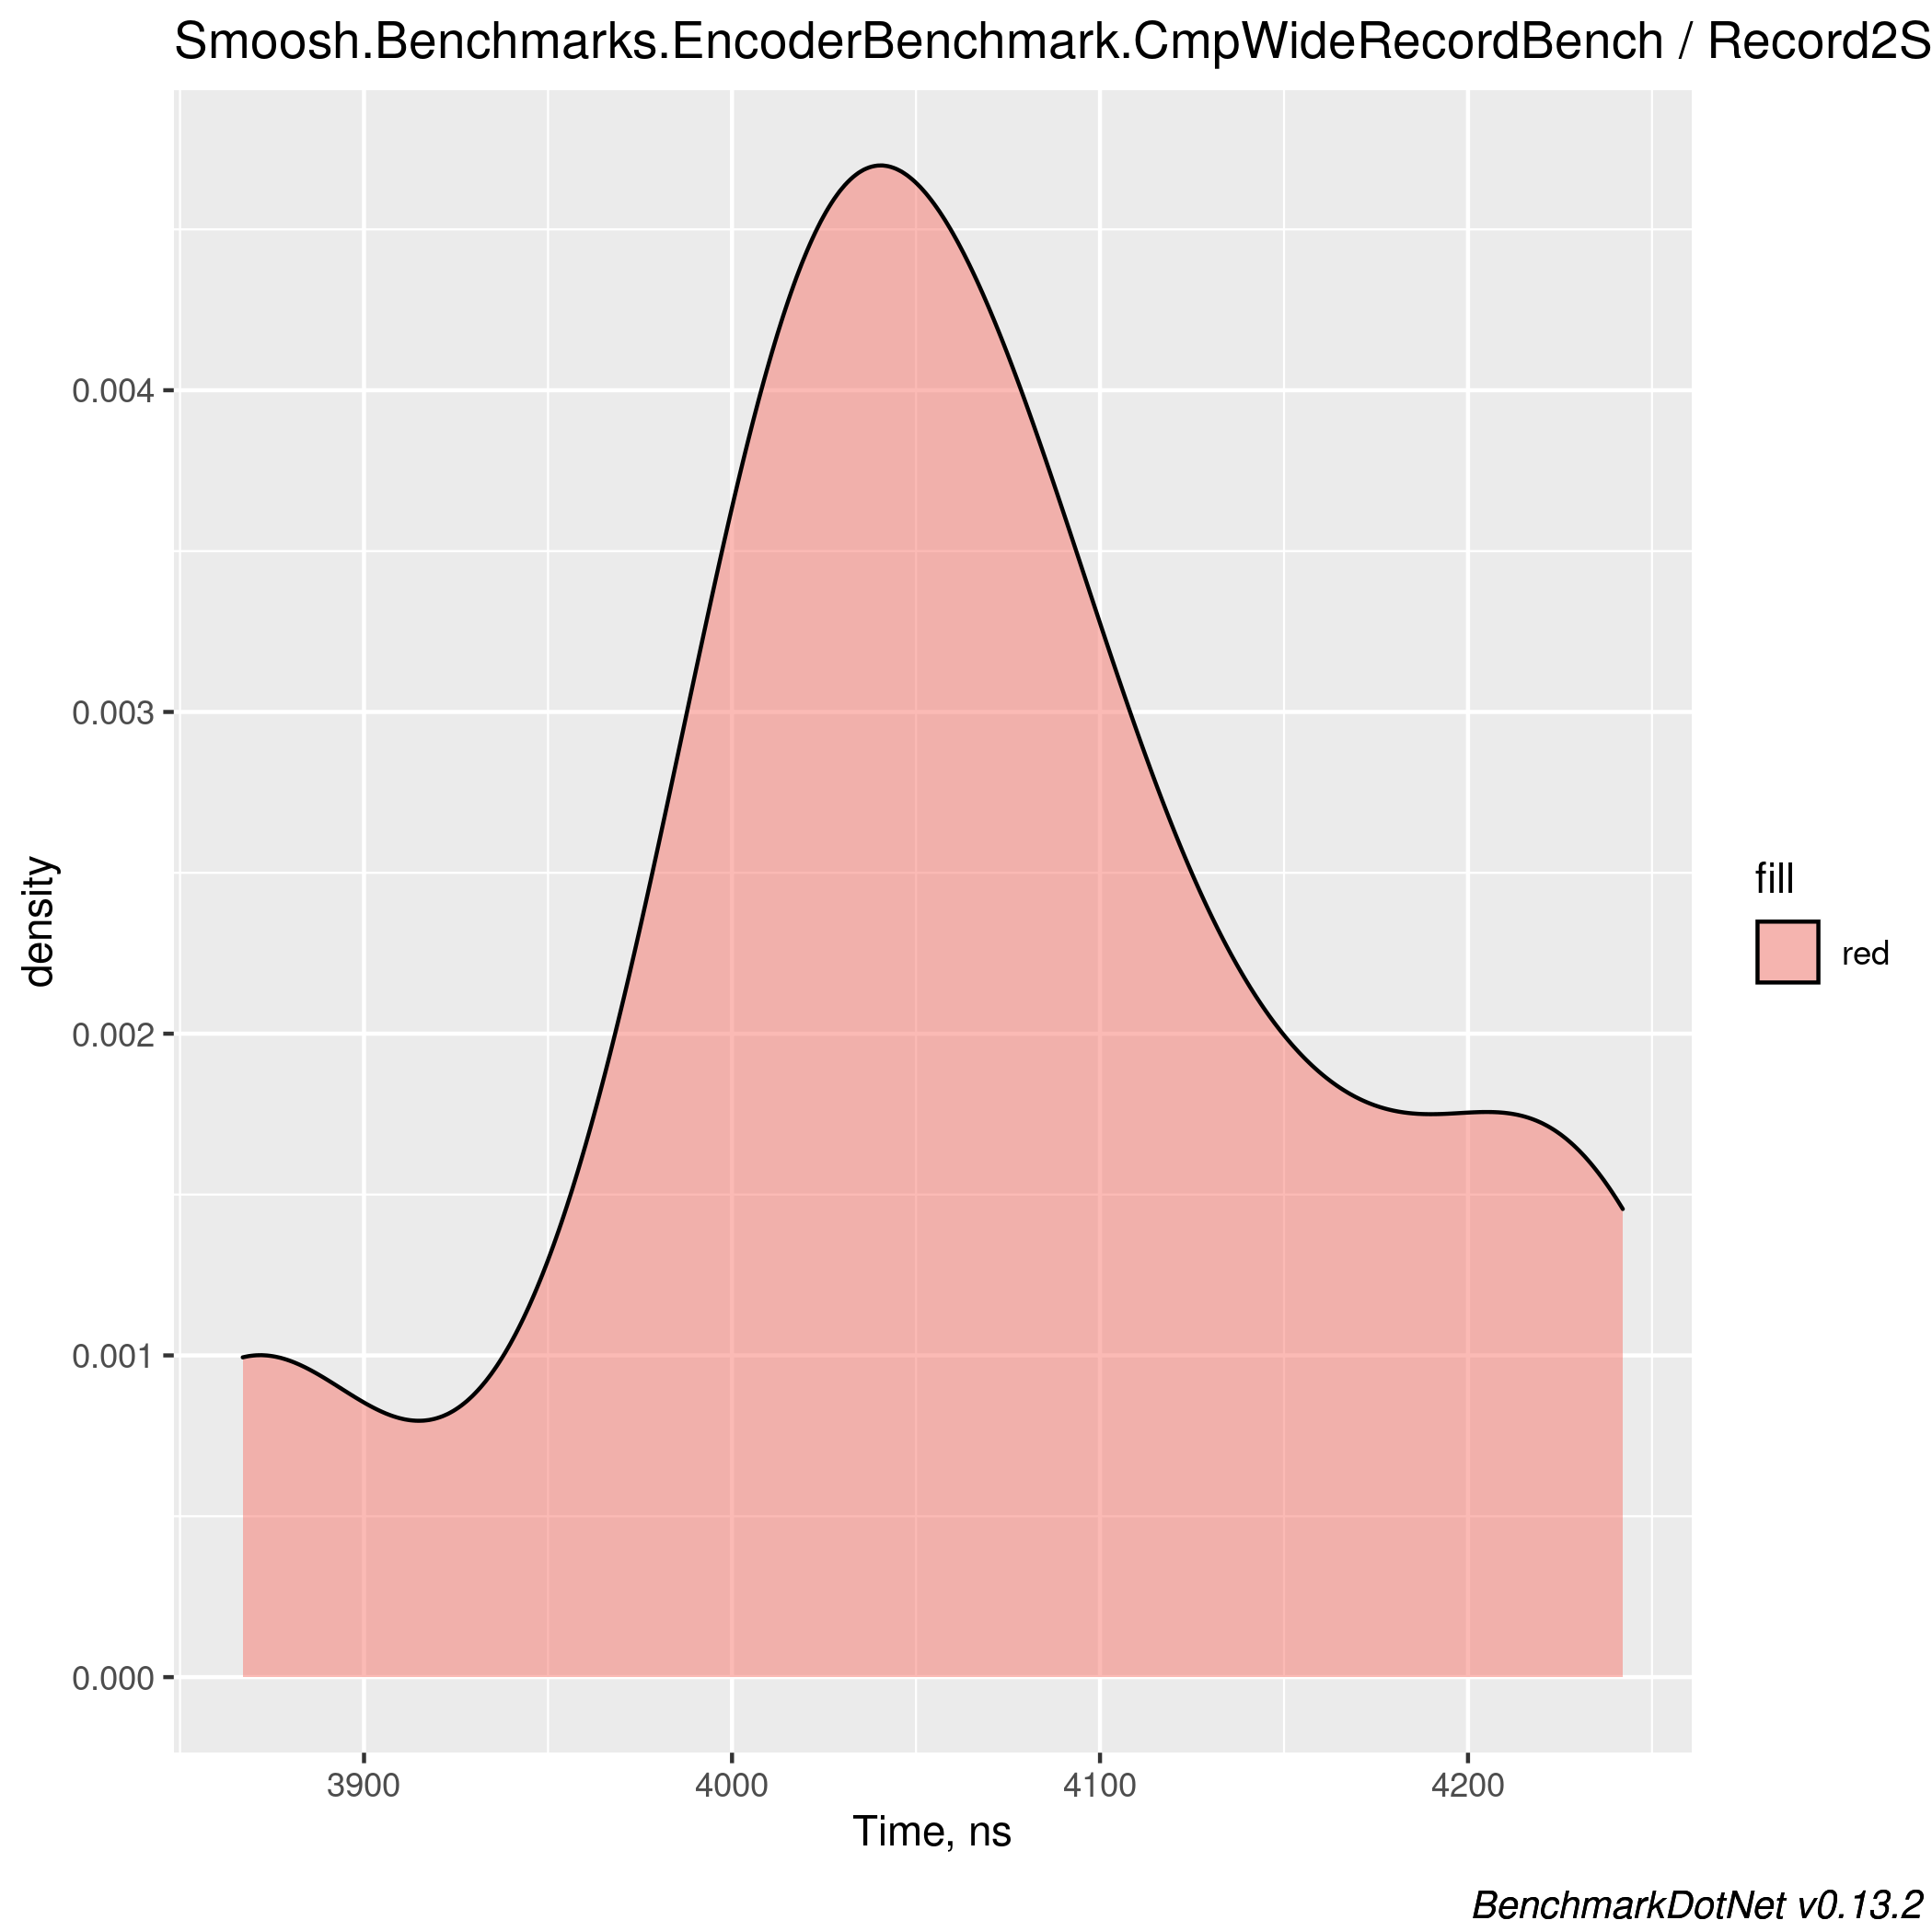 Smoosh.Benchmarks.EncoderBenchmark.CmpWideRecordBench / Record2S
0.004
0.003
0.002
0.001
0.000
density
3900 4000 4100 4200
Time, ns
fill
red
BenchmarkDotNet v0.13.2